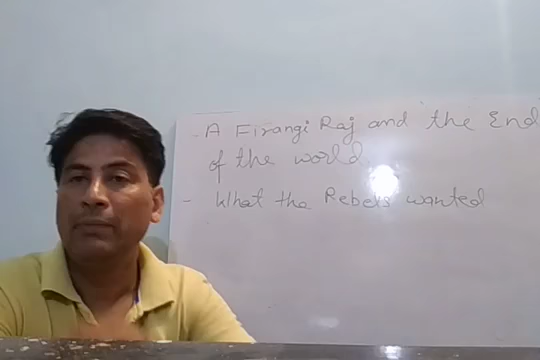 - A Firangi Raj and the End
of the world
- What the Rebels wanted